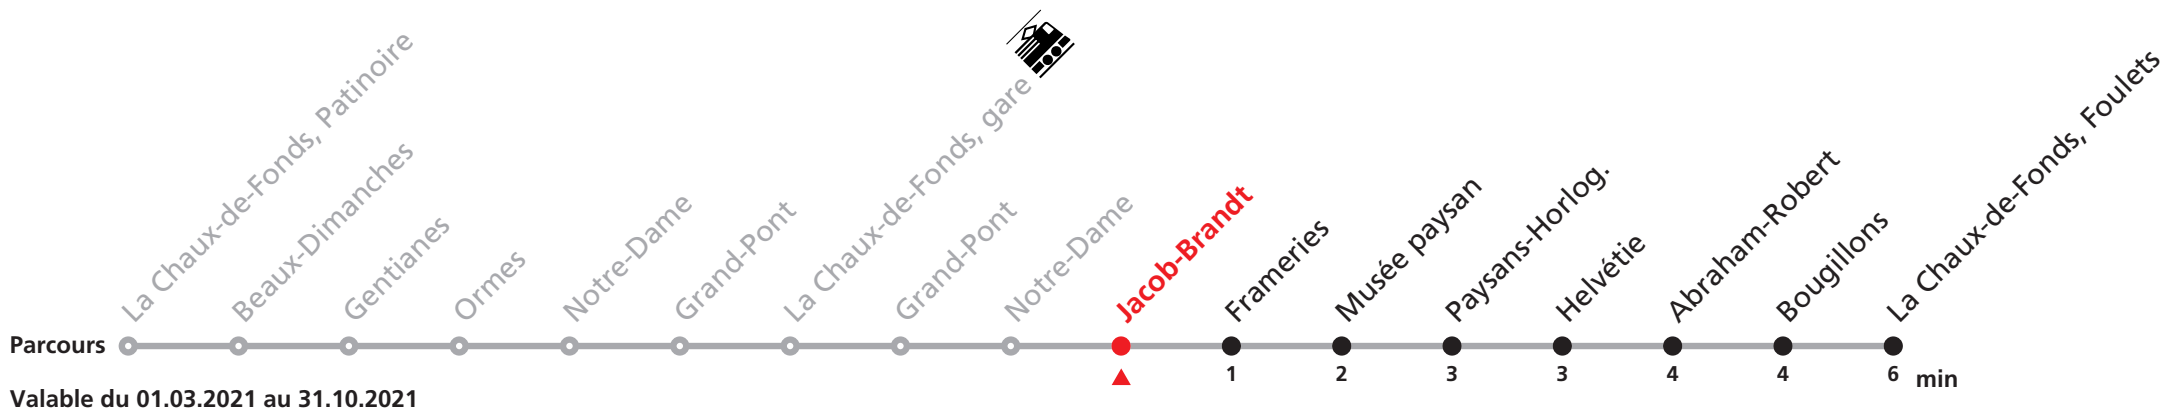 La Chaux-de-Fonds, Patinoire
Beaux-Dimanches
Gentianes
Ormes
Notre-Dame
Grand-Pont
La Chaux-de-Fonds, gare
Grand-Pont
Notre-Dame
Jacob-Brandt
Frameries
Musée paysan
Paysans-Horlog.
Helvétie
Abraham-Robert
Bougillons
La Chaux-de-Fonds, Foulets
Parcours
1 2 3 3 4 4 6 min
Valable du 01.03.2021 au 31.10.2021